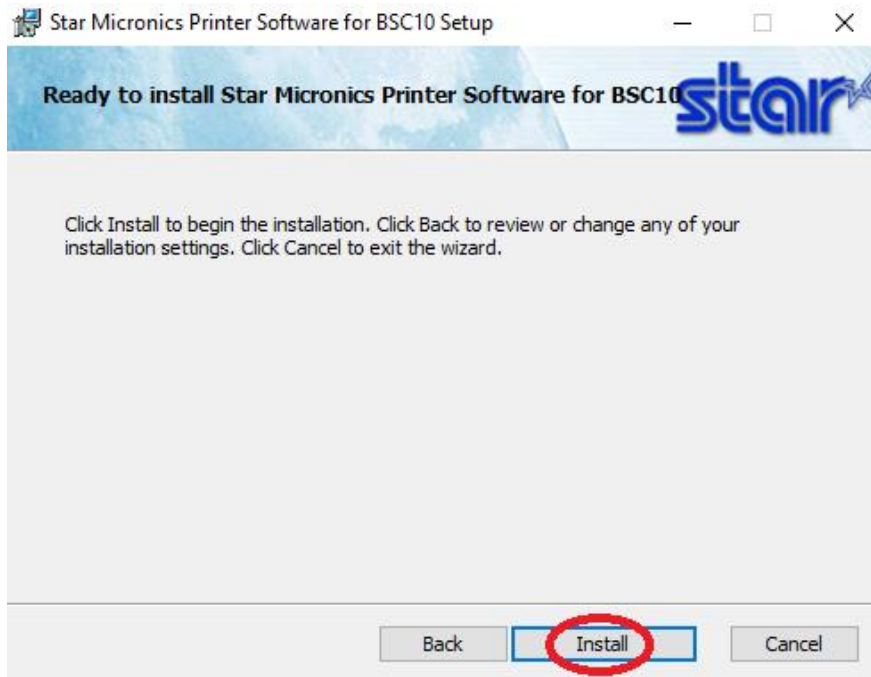 Star Micronics Printer Software for BSC10 Setup
Ready to install Star Micronics Printer Software for BSC10
star
Click Install to begin the installation. Click Back to review or change any of your
installation settings. Click Cancel to exit the wizard.
Back Install Cancel